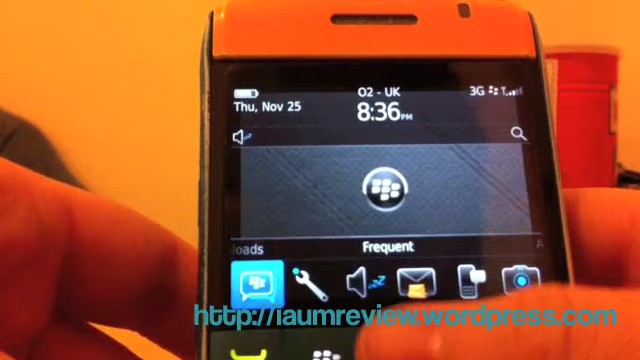 O2 - UK
3G
Thu, Nov 25
8:36PM
loads
Frequent
A
http://iaumreview.wordpress.com